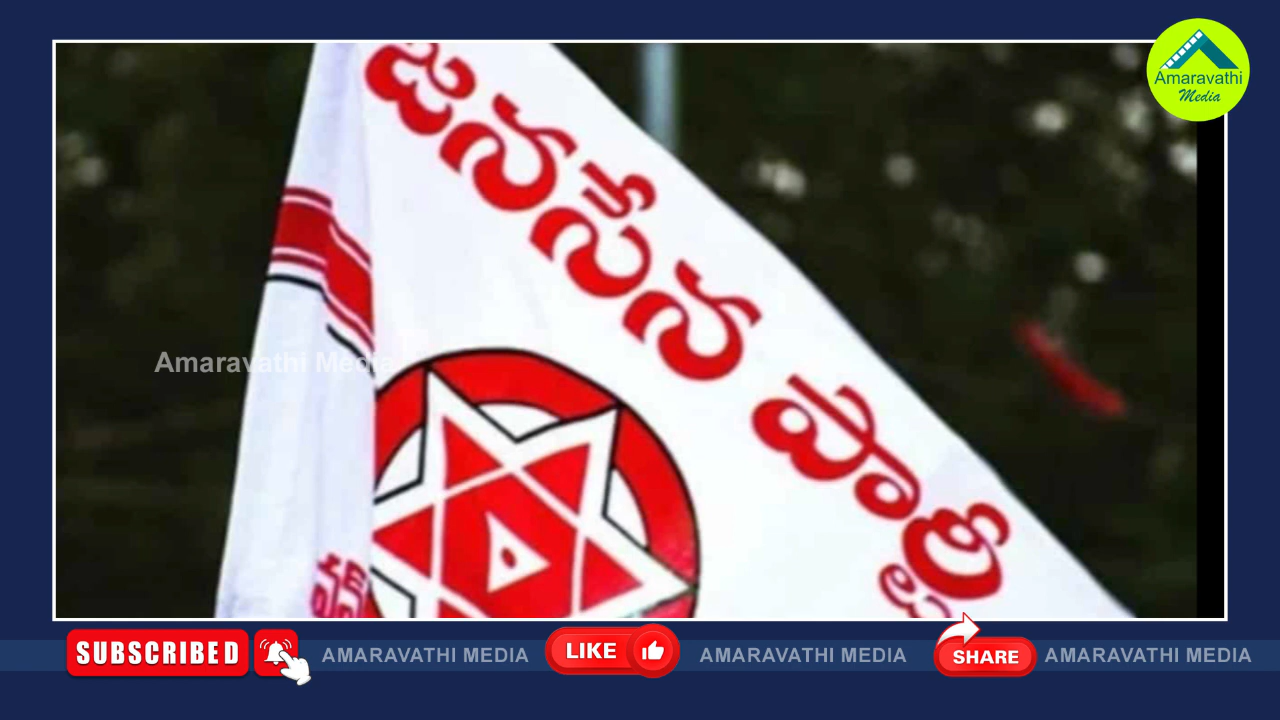 Amaravathi
Media
జనసేన పార్టీ
Amaravathi Media
SUBSCRIBED
AMARAVATHI MEDIA
LIKE
AMARAVATHI MEDIA
SHARE
AMARAVATHI MEDIA